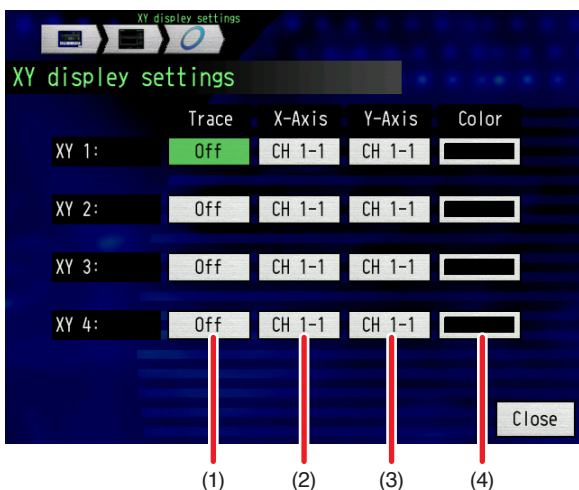 XY display settings
XY display settings
Trace X-Axis Y-Axis Color
XY 1: Off CH 1-1 CH 1-1
XY 2: Off CH 1-1 CH 1-1
XY 3: Off CH 1-1 CH 1-1
XY 4: Off CH 1-1 CH 1-1
Close
(1) (2) (3) (4)